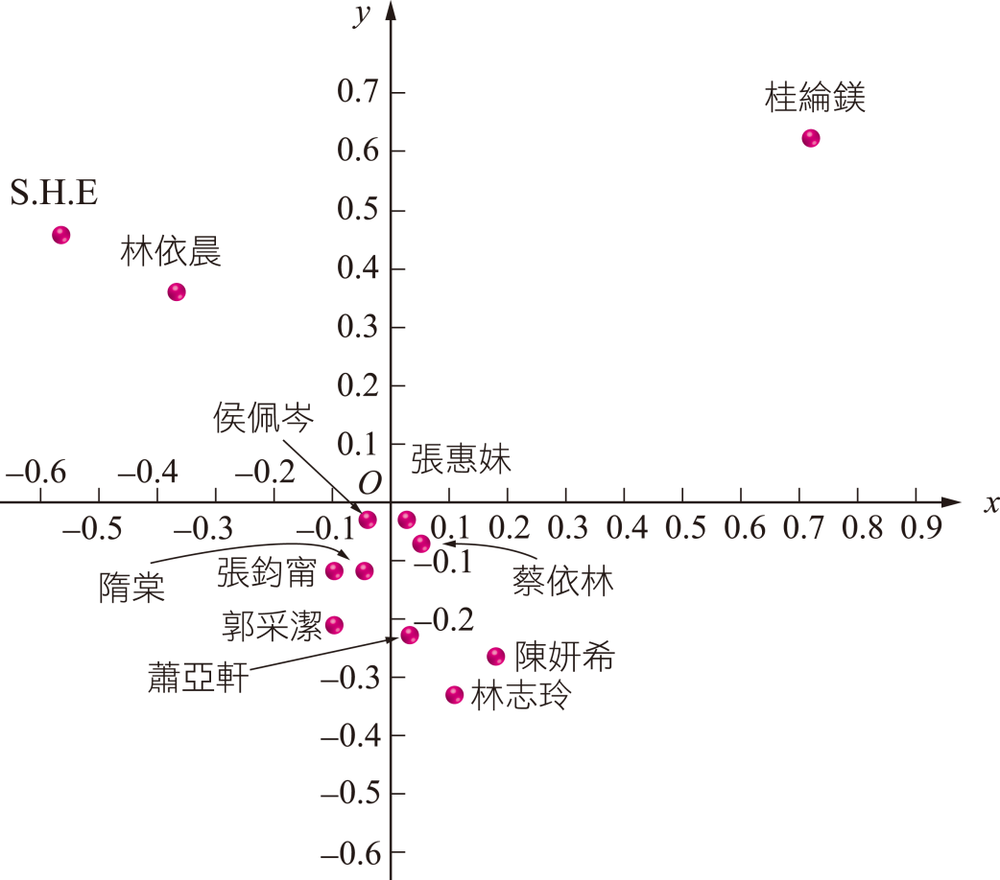 y
0.7
桂綸鎂
0.6
S.H.E
0.5
林依晨
0.4
0.3
0.2
侯佩岑
0.1
張惠妹
–0.6
–0.4
–0.2
O
x
–0.5
–0.3
–0.1
0.1
0.2
0.3
0.4
0.5
0.6
0.7
0.8
0.9
–0.1
隋棠
張鈞甯
蔡依林
郭采潔
–0.2
蕭亞軒
–0.3
陳妍希
林志玲
–0.4
–0.5
–0.6